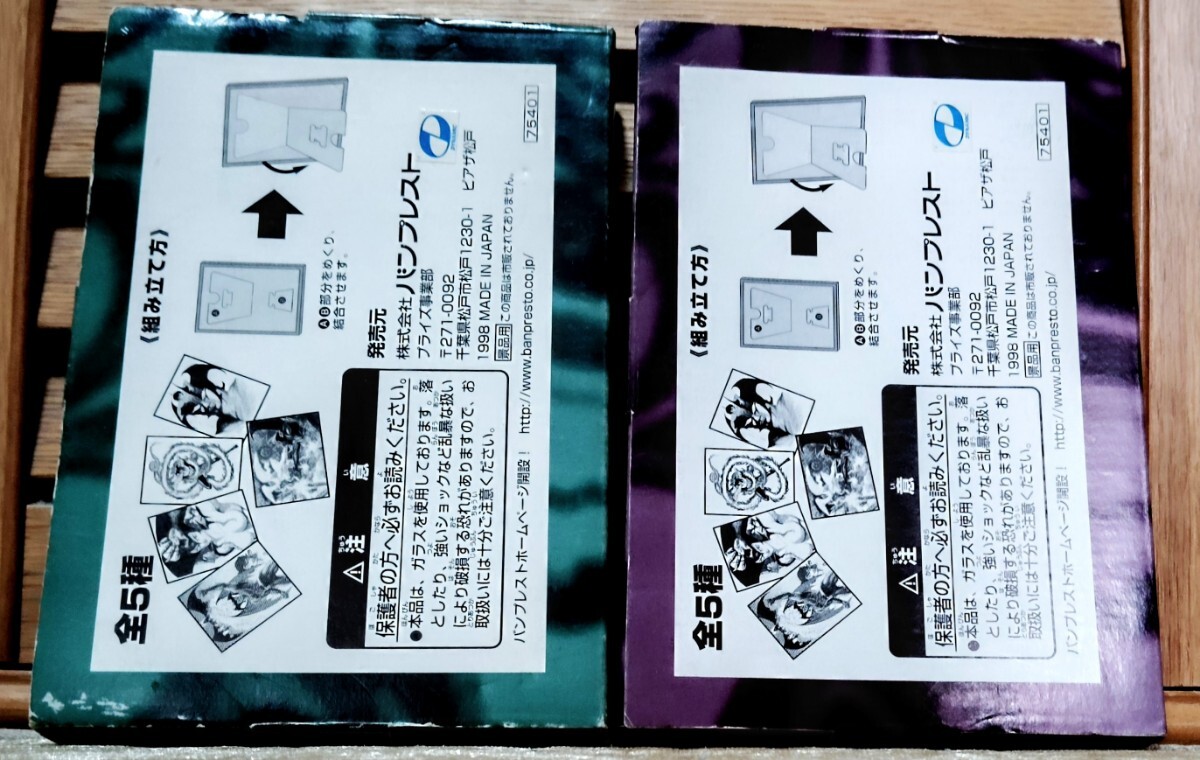 全5種
《組み立て方》
ⒶⒷ部分をめくり、
結合させます。
⚠注意
保護者の方へ必ずお読みください。
●本品は、ガラスを使用しております。落
としたり、強いショックなど乱暴な扱い
により破損する恐れがありますので、お
取扱いには十分ご注意ください。
発売元
株式会社バンプレスト
プライズ事業部
〒271-0092
千葉県松戸市松戸1230-1 ピアザ松戸
1998 MADE IN JAPAN
景品用 この商品は市販されておりません。
バンプレストホームページ開設! http://www.banpresto.co.jp/
75401
全5種
《組み立て方》
ⒶⒷ部分をめくり、
結合させます。
⚠注意
保護者の方へ必ずお読みください。
●本品は、ガラスを使用しております。落
としたり、強いショックなど乱暴な扱い
により破損する恐れがありますので、お
取扱いには十分ご注意ください。
発売元
株式会社バンプレスト
プライズ事業部
〒271-0092
千葉県松戸市松戸1230-1 ピアザ松戸
1998 MADE IN JAPAN
景品用 この商品は市販されておりません。
バンプレストホームページ開設! http://www.banpresto.co.jp/
75401